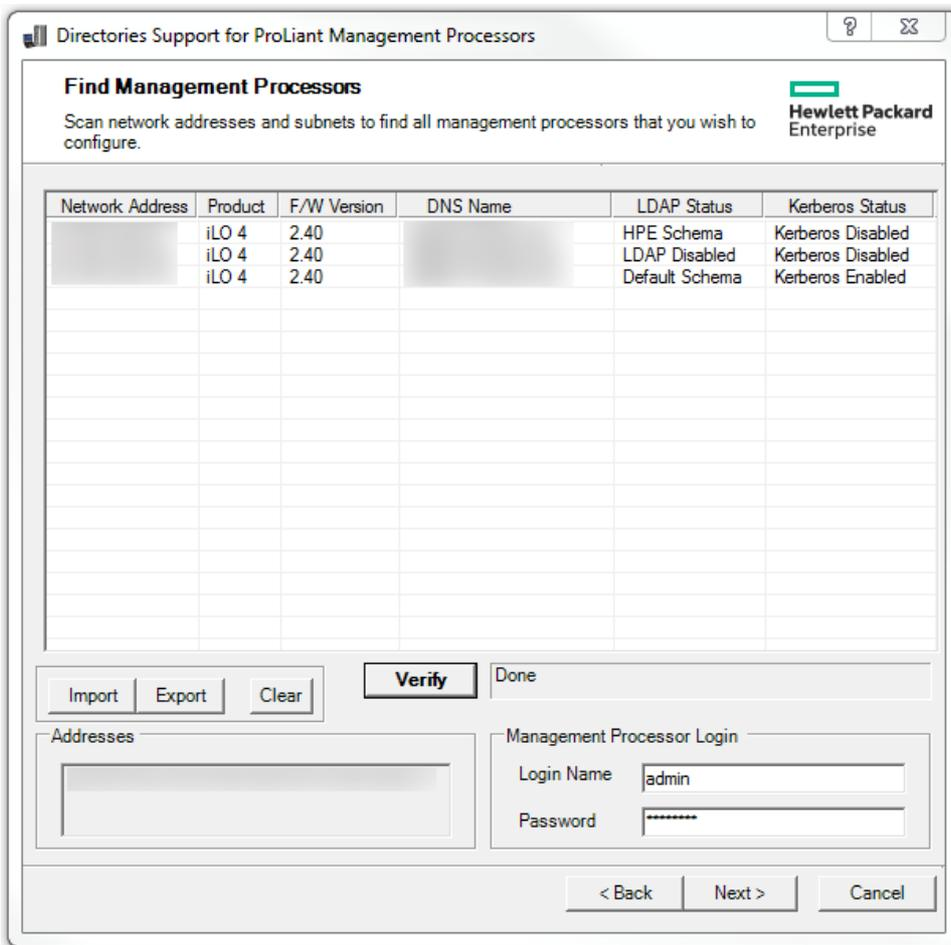 Directories Support for ProLiant Management Processors
Find Management Processors
Scan network addresses and subnets to find all management processors that you wish to
configure.
Hewlett Packard
Enterprise
Network Address Product F/W Version DNS Name LDAP Status Kerberos Status
iLO 4 2.40 HPE Schema Kerberos Disabled
iLO 4 2.40 LDAP Disabled Kerberos Disabled
iLO 4 2.40 Default Schema Kerberos Enabled
Import Export Clear Verify Done
Addresses
Management Processor Login
Login Name admin
Password ********
< Back Next > Cancel